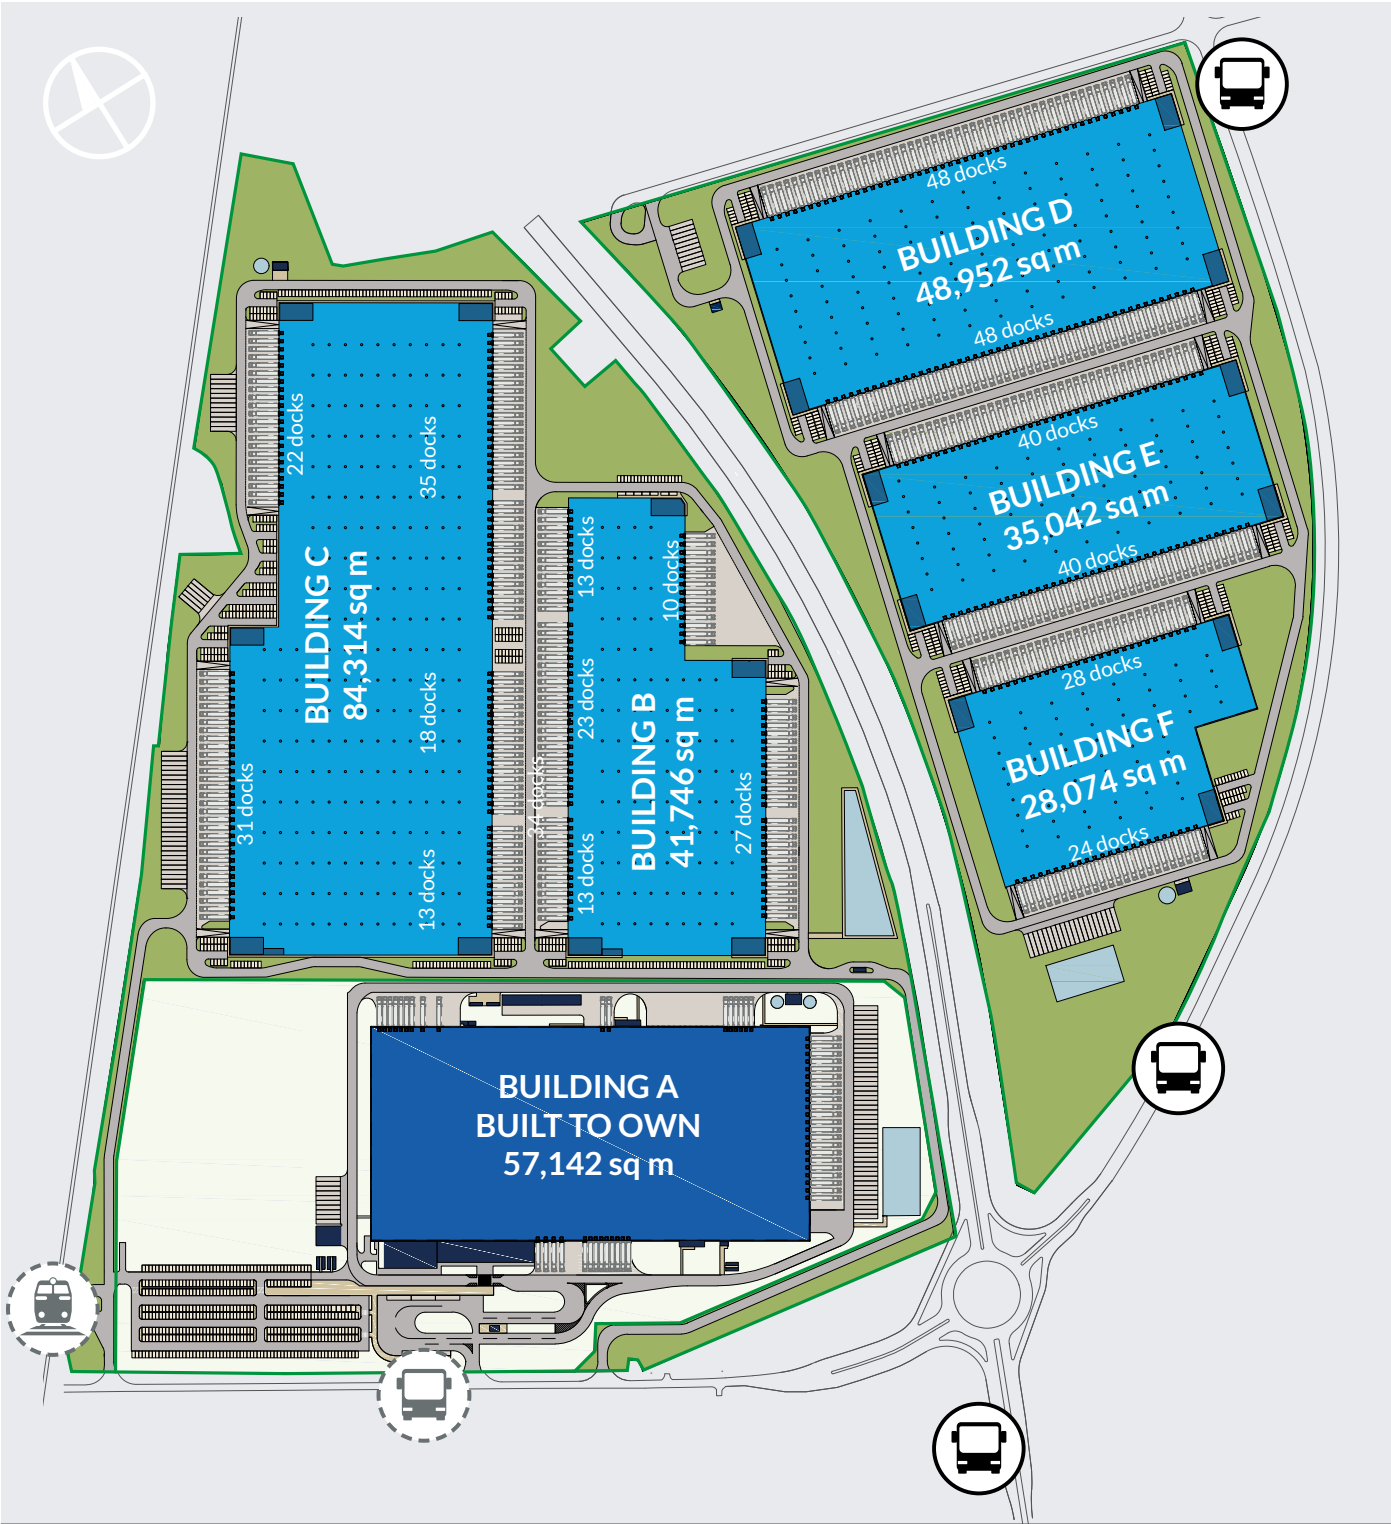 48 docks
BUILDING D
48,952 sq m
48 docks
40 docks
BUILDING E
35,042 sq m
40 docks
28 docks
BUILDING F
28,074 sq m
24 docks
22 docks
35 docks
BUILDING C
84,314 sq m
18 docks
31 docks
13 docks
34 docks
13 docks
10 docks
23 docks
BUILDING B
41,746 sq m
27 docks
13 docks
BUILDING A
BUILT TO OWN
57,142 sq m